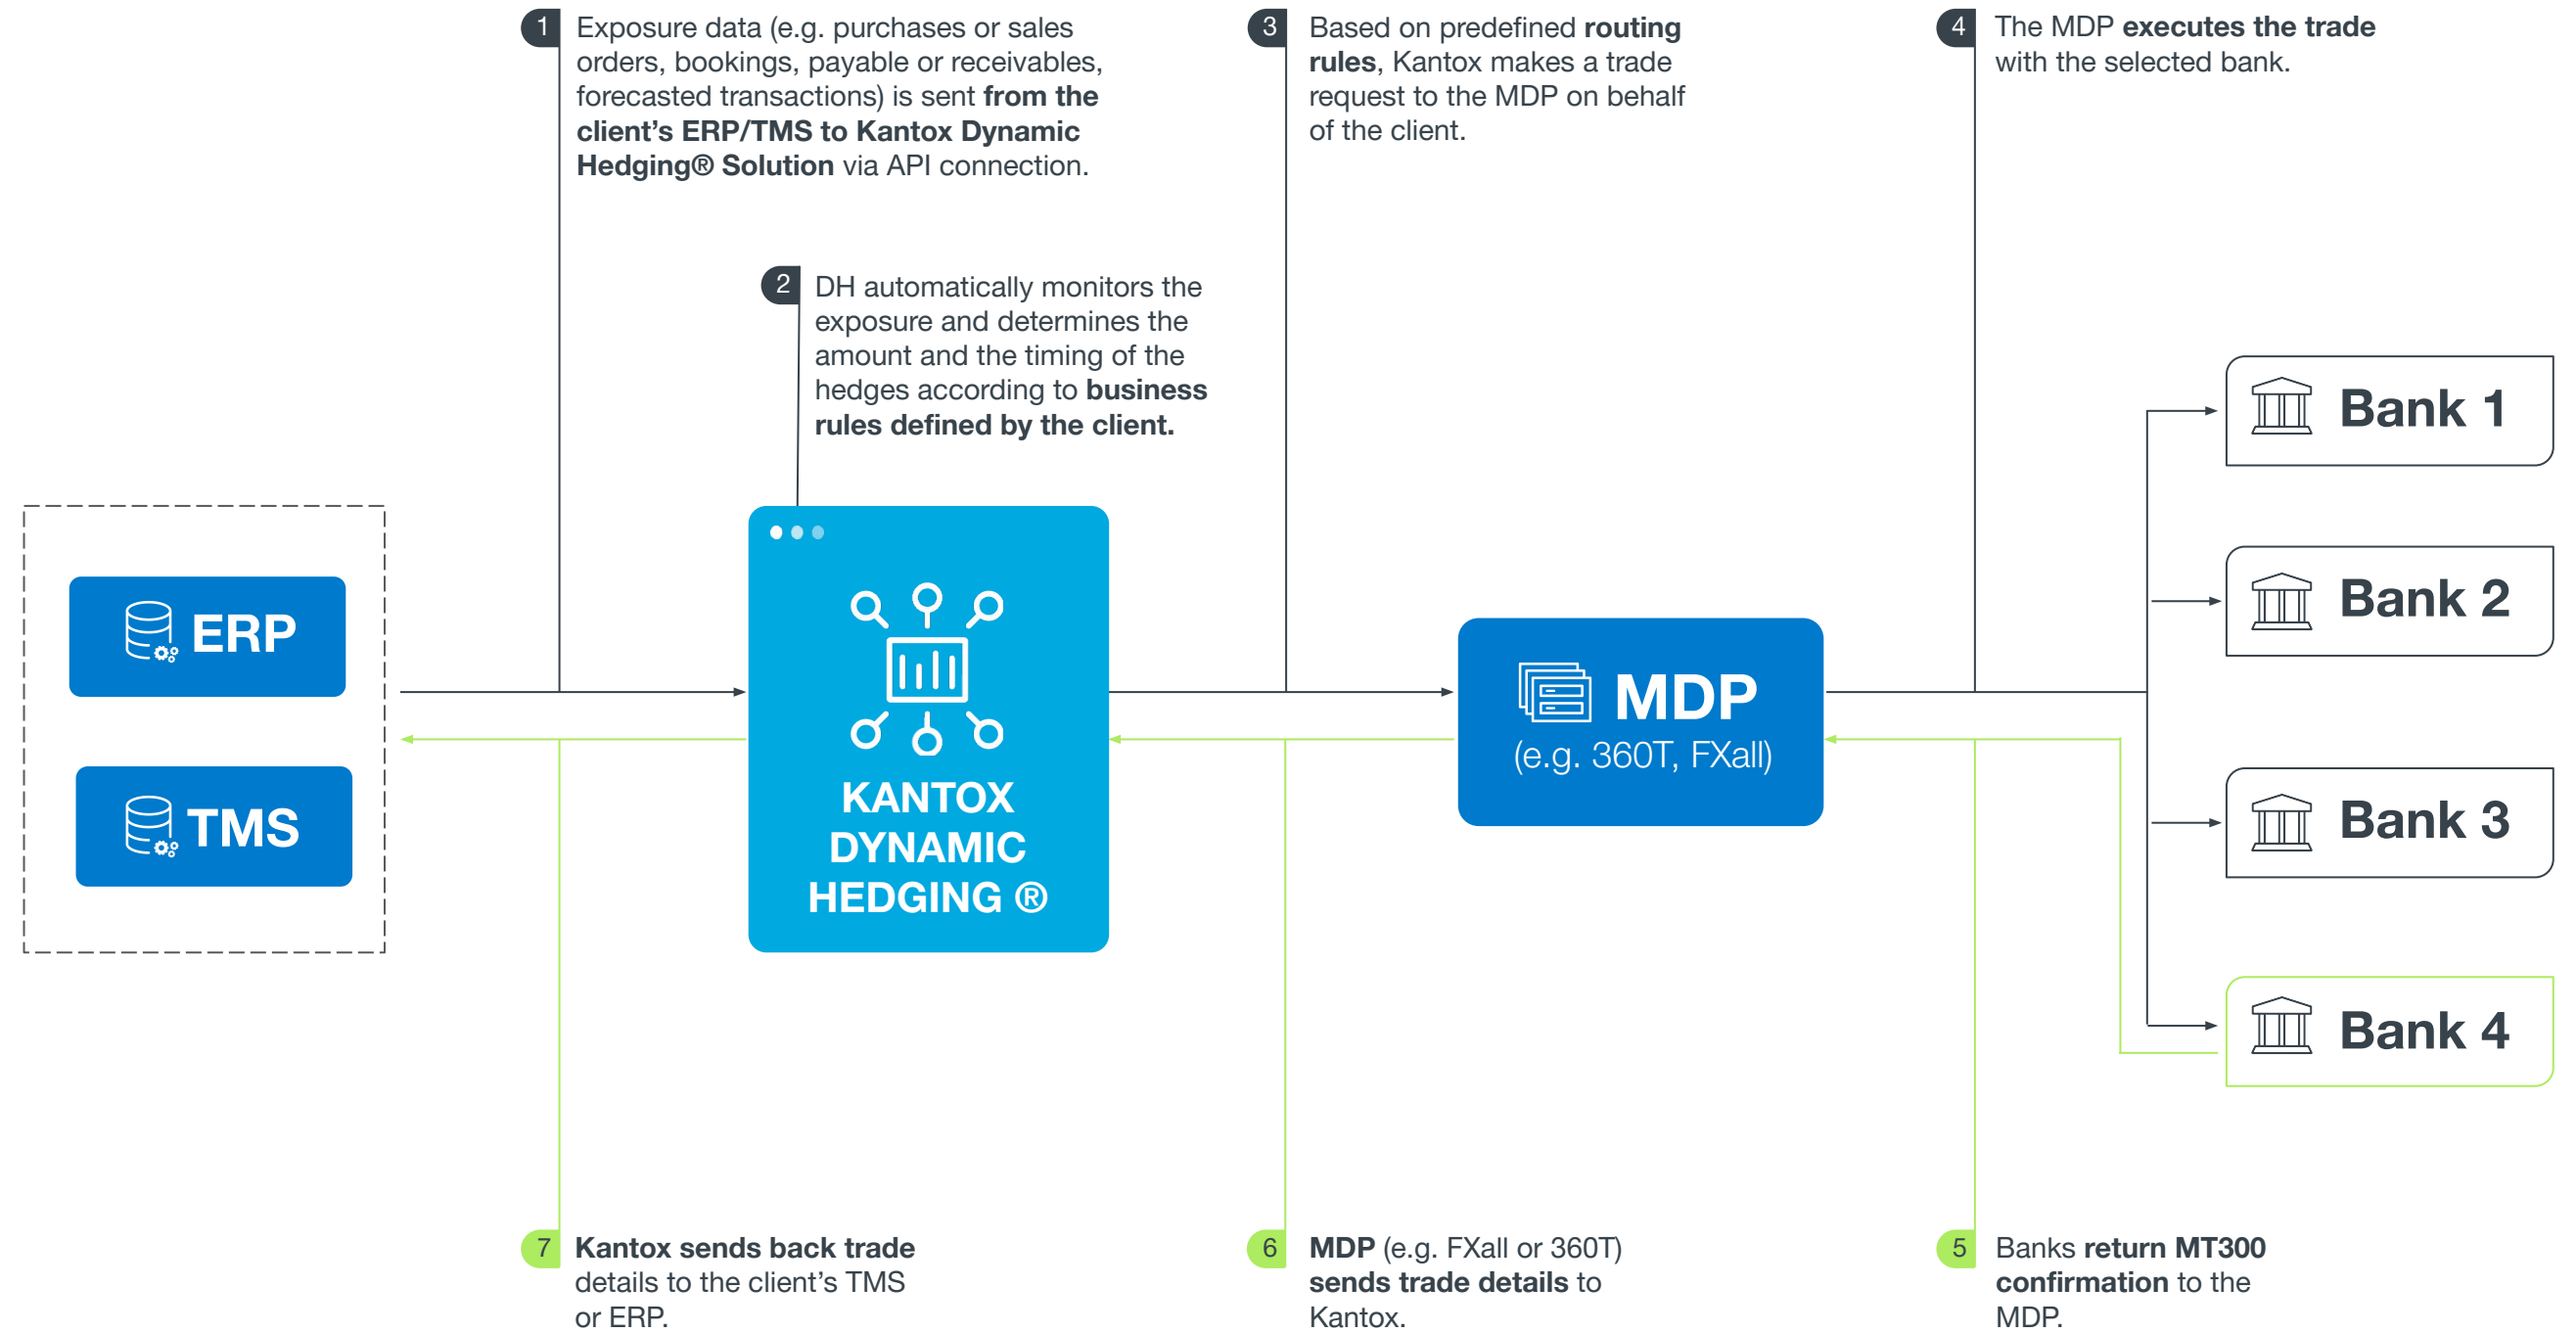 1
Exposure data (e.g. purchases or sales
orders, bookings, payable or receivables,
forecasted transactions) is sent from the
client’s ERP/TMS to Kantox Dynamic
Hedging® Solution via API connection.
2
DH automatically monitors the
exposure and determines the
amount and the timing of the
hedges according to business
rules defined by the client.
3
Based on predefined routing
rules, Kantox makes a trade
request to the MDP on behalf
of the client.
4
The MDP executes the trade
with the selected bank.
ERP
TMS
KANTOX
DYNAMIC
HEDGING ®
MDP
(e.g. 360T, FXall)
Bank 1
Bank 2
Bank 3
Bank 4
7
Kantox sends back trade
details to the client’s TMS
or ERP.
6
MDP (e.g. FXall or 360T)
sends trade details to
Kantox.
5
Banks return MT300
confirmation to the
MDP.